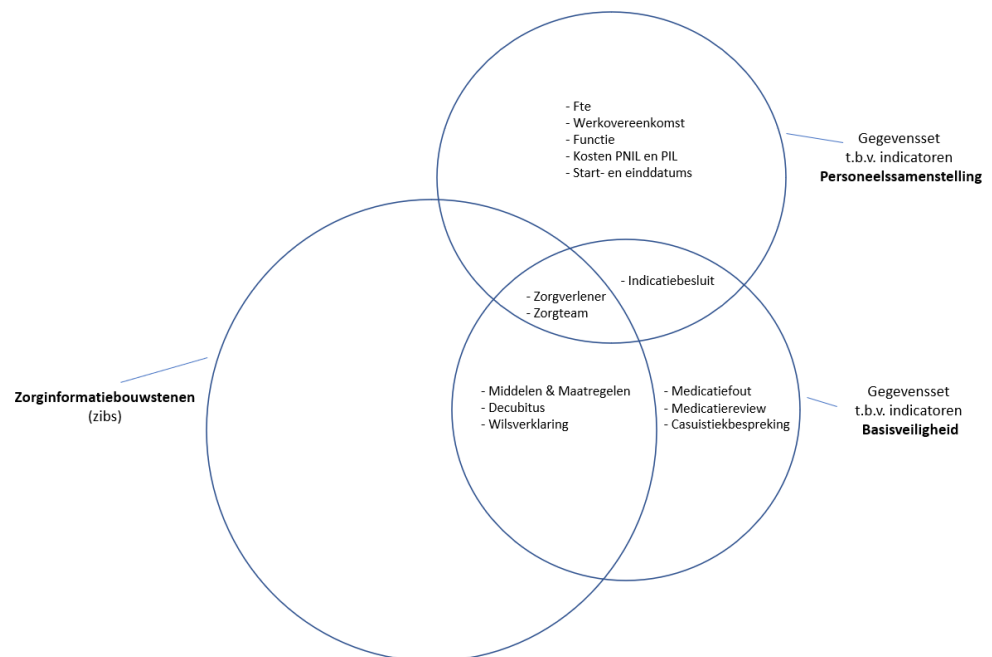 - Fte
- Werkovereenkomst
- Functie
- Kosten PNIL en PIL
- Start- en einddatums
Gegevensset
t.b.v. indicatoren
Personeelssamenstelling
- Indicatiebesluit
- Zorgverlener
- Zorgteam
Zorginformatiebouwstenen
(zibs)
- Middelen & Maatregelen
- Decubitus
- Wilsverklaring
- Medicatiefout
- Medicatiereview
- Casuistiekbespreking
Gegevensset
t.b.v. indicatoren
Basisveiligheid